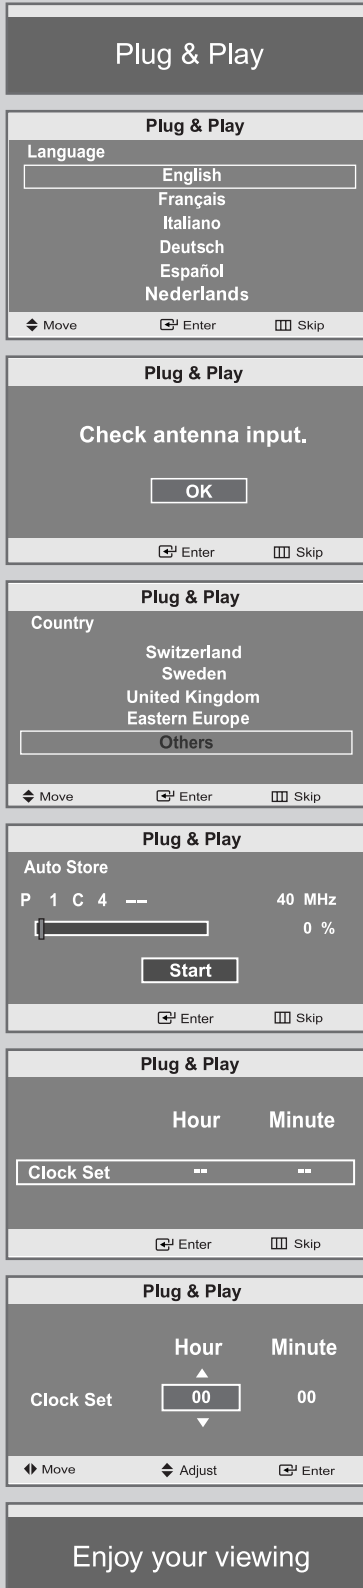 Plug & Play
Plug & Play
Language
English
Français
Italiano
Deutsch
Español
Nederlands
Move Enter Skip
Plug & Play
Check antenna input.
OK
Enter Skip
Plug & Play
Country
Switzerland
Sweden
United Kingdom
Eastern Europe
Others
Move Enter Skip
Plug & Play
Auto Store
P 1 C 4 -- 40 MHz
0 %
Start
Enter Skip
Plug & Play
Hour Minute
Clock Set -- --
Enter Skip
Plug & Play
Hour Minute
Clock Set 00 00
Move Adjust Enter
Enjoy your viewing